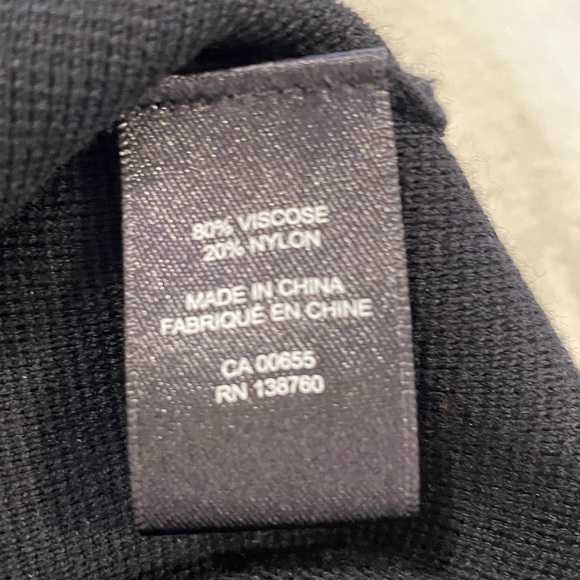 80% VISCOSE
20% NYLON
MADE IN CHINA
FABRIQUÉ EN CHINE
CA 00655
RN 138760